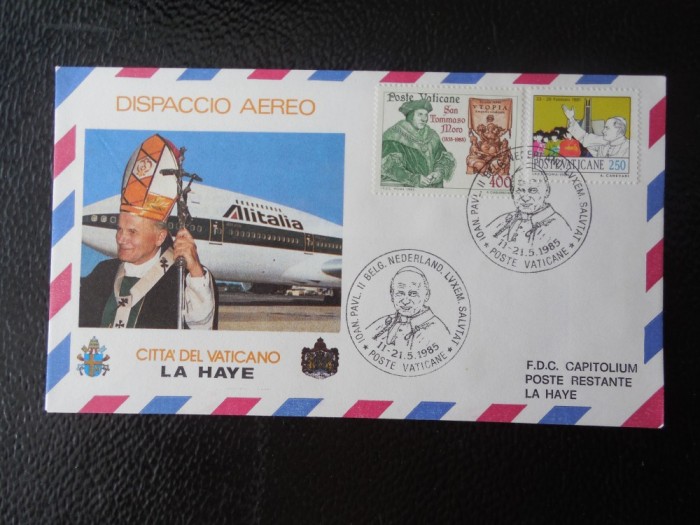 DISPACCIO AEREO
Alitalia
CITTA' DEL VATICANO
LA HAYE
Poste Vaticane
San
Tommaso
Moro
VTOPIA
400
POSTE VATICANE 250
IOAN. PAVL. II BELG. NEDERLAND. LVXEM. SALVTAT
11-21.5.1985
★ POSTE VATICANE ★
IOAN. PAVL. II BELG. NEDERLAND. LVXEM. SALVTAT
11-21.5.1985
★ POSTE VATICANE ★
F.D.C. CAPITOLIUM
POSTE RESTANTE
LA HAYE